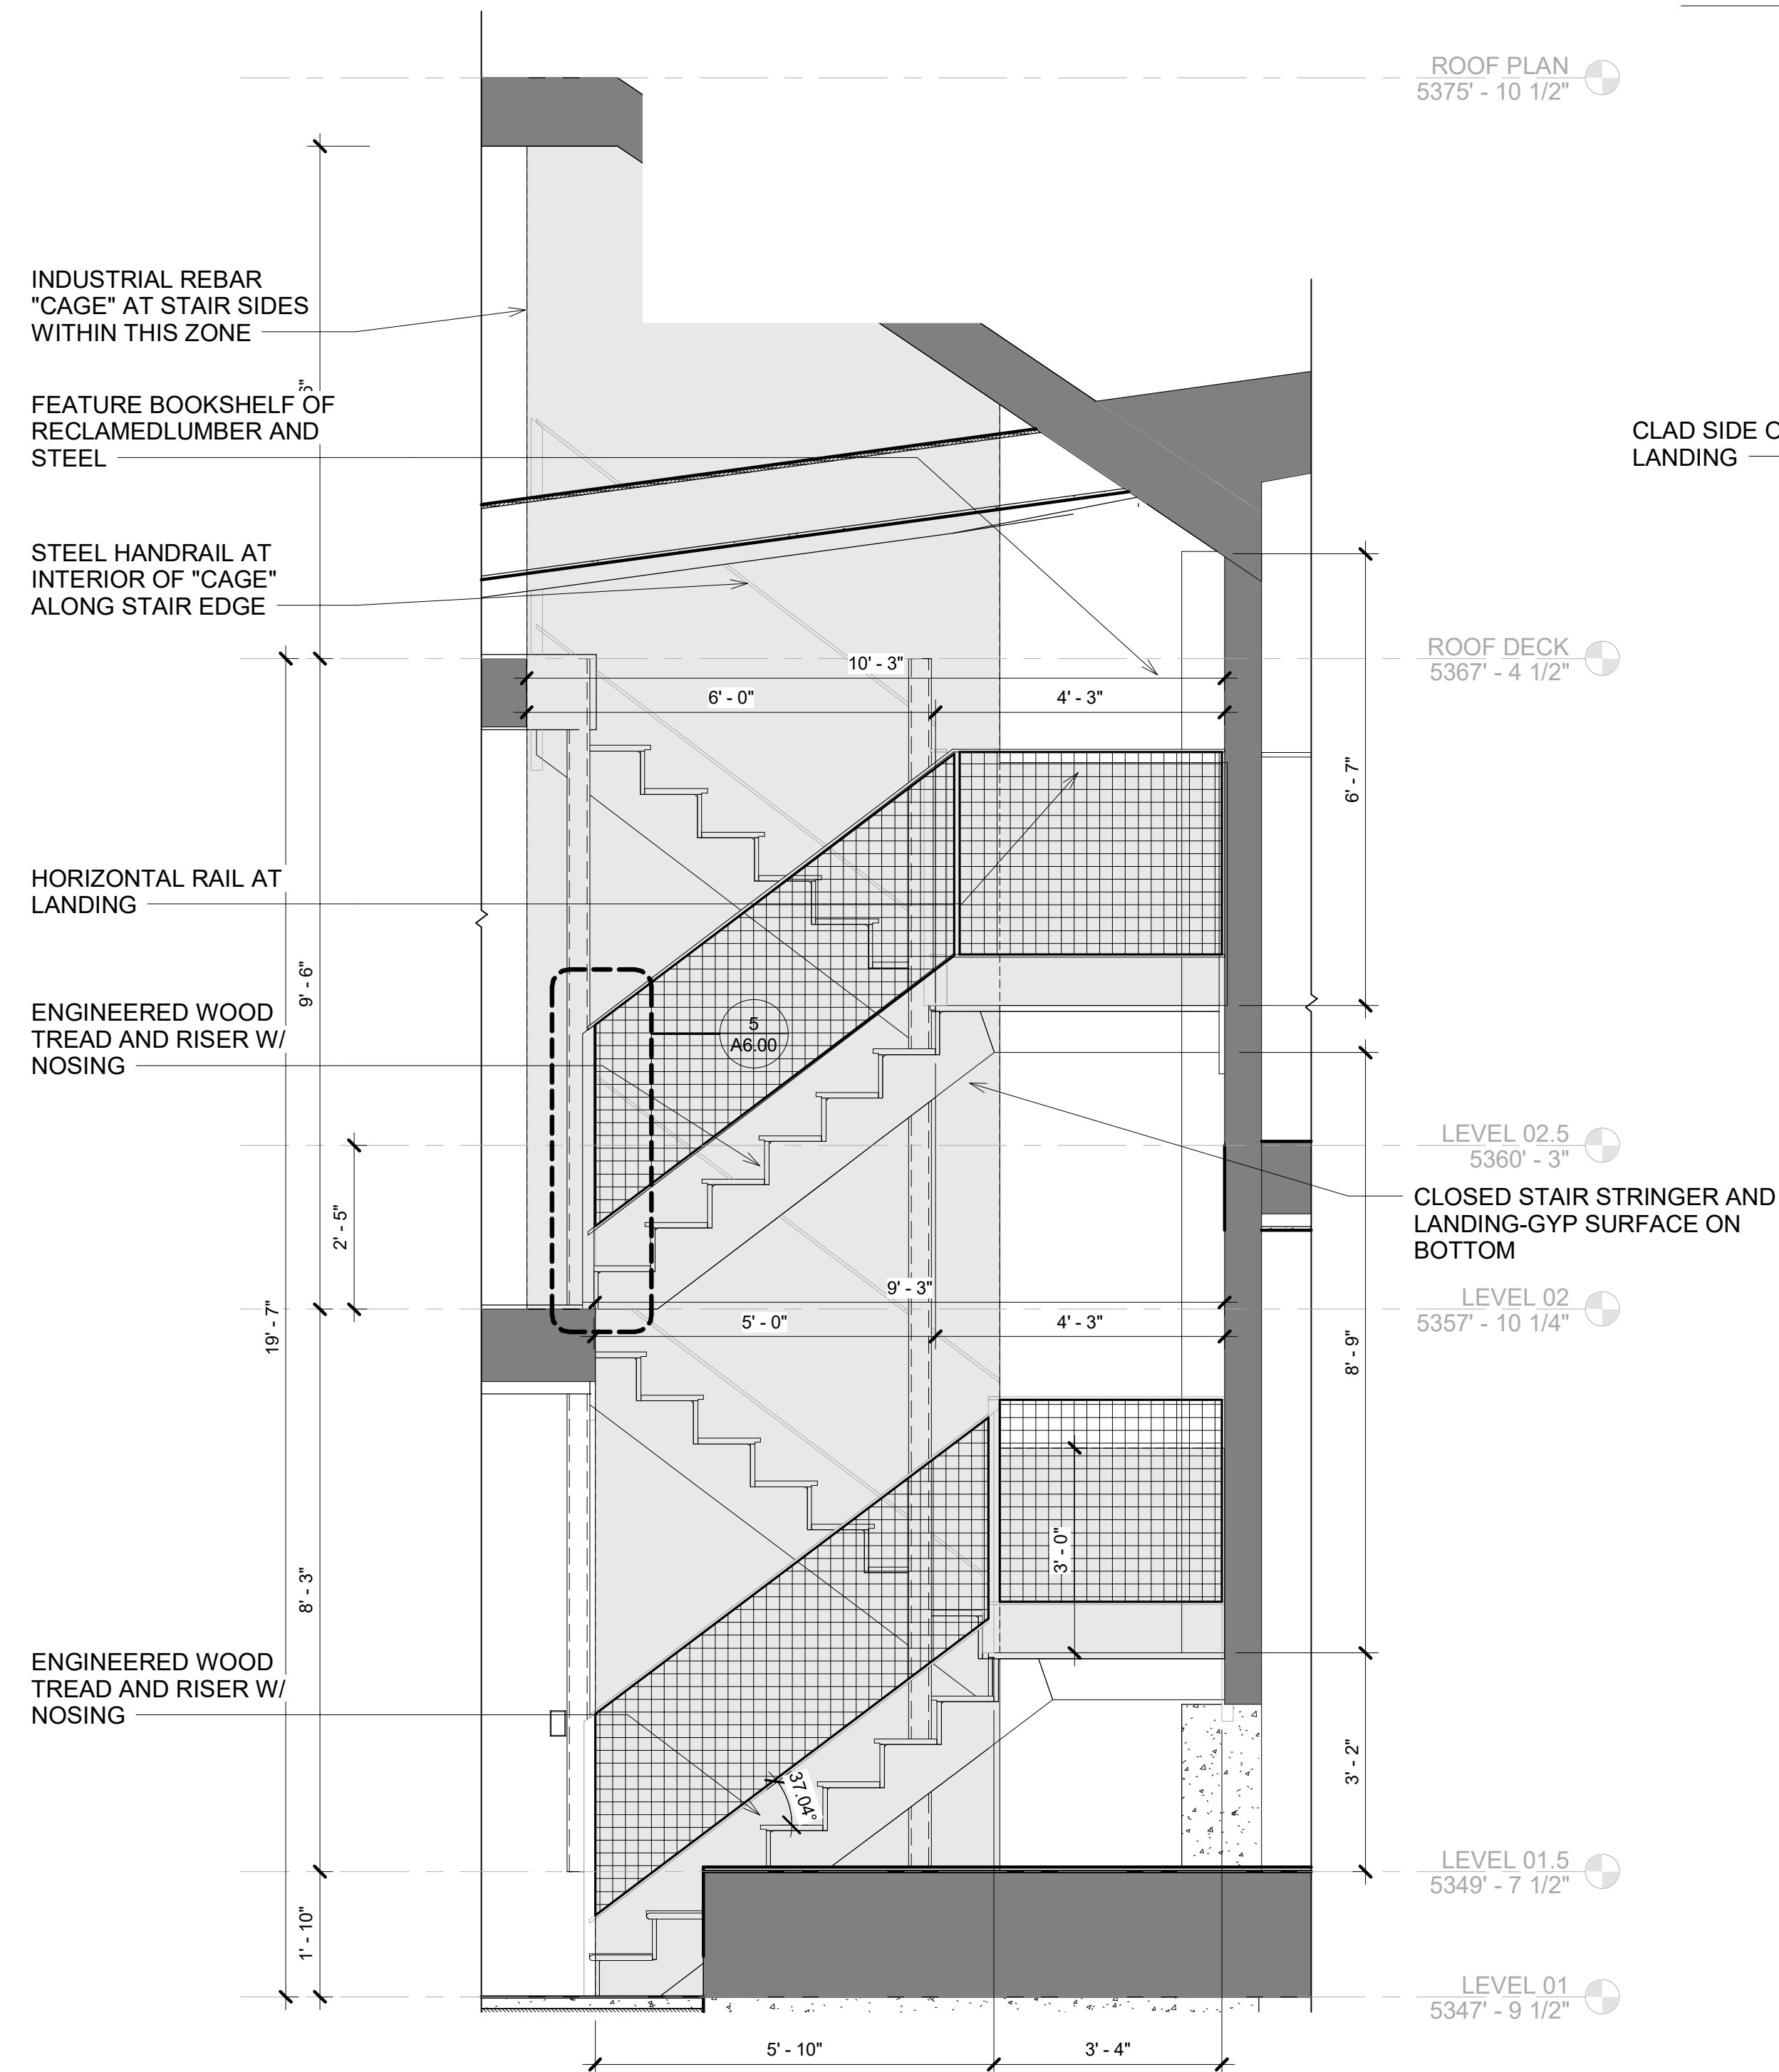 ROOF PLAN
5375' - 10 1/2"
INDUSTRIAL REBAR
"CAGE" AT STAIR SIDES
WITHIN THIS ZONE
FEATURE BOOKSHELF OF
RECLAMEDLUMBER AND
STEEL
CLAD SIDE
LANDING
STEEL HANDRAIL AT
INTERIOR OF "CAGE"
ALONG STAIR EDGE
ROOF DECK
5367' - 4 1/2"
10' - 3"
6' - 0"
4' - 3"
6' - 7"
HORIZONTAL RAIL AT
LANDING
9' - 6"
ENGINEERED WOOD
TREAD AND RISER W/
NOSING
5
A6.00
LEVEL 02.5
5360' - 3"
CLOSED STAIR STRINGER AND
LANDING-GYP SURFACE ON
BOTTOM
2' - 5"
19' - 7"
9' - 3"
5' - 0"
4' - 3"
LEVEL 02
5357' - 10 1/4"
8' - 9"
8' - 3"
3' - 0"
ENGINEERED WOOD
TREAD AND RISER W/
NOSING
37.04°
3' - 2"
LEVEL 01.5
5349' - 7 1/2"
1' - 10"
LEVEL 01
5347' - 9 1/2"
5' - 10"
3' - 4"